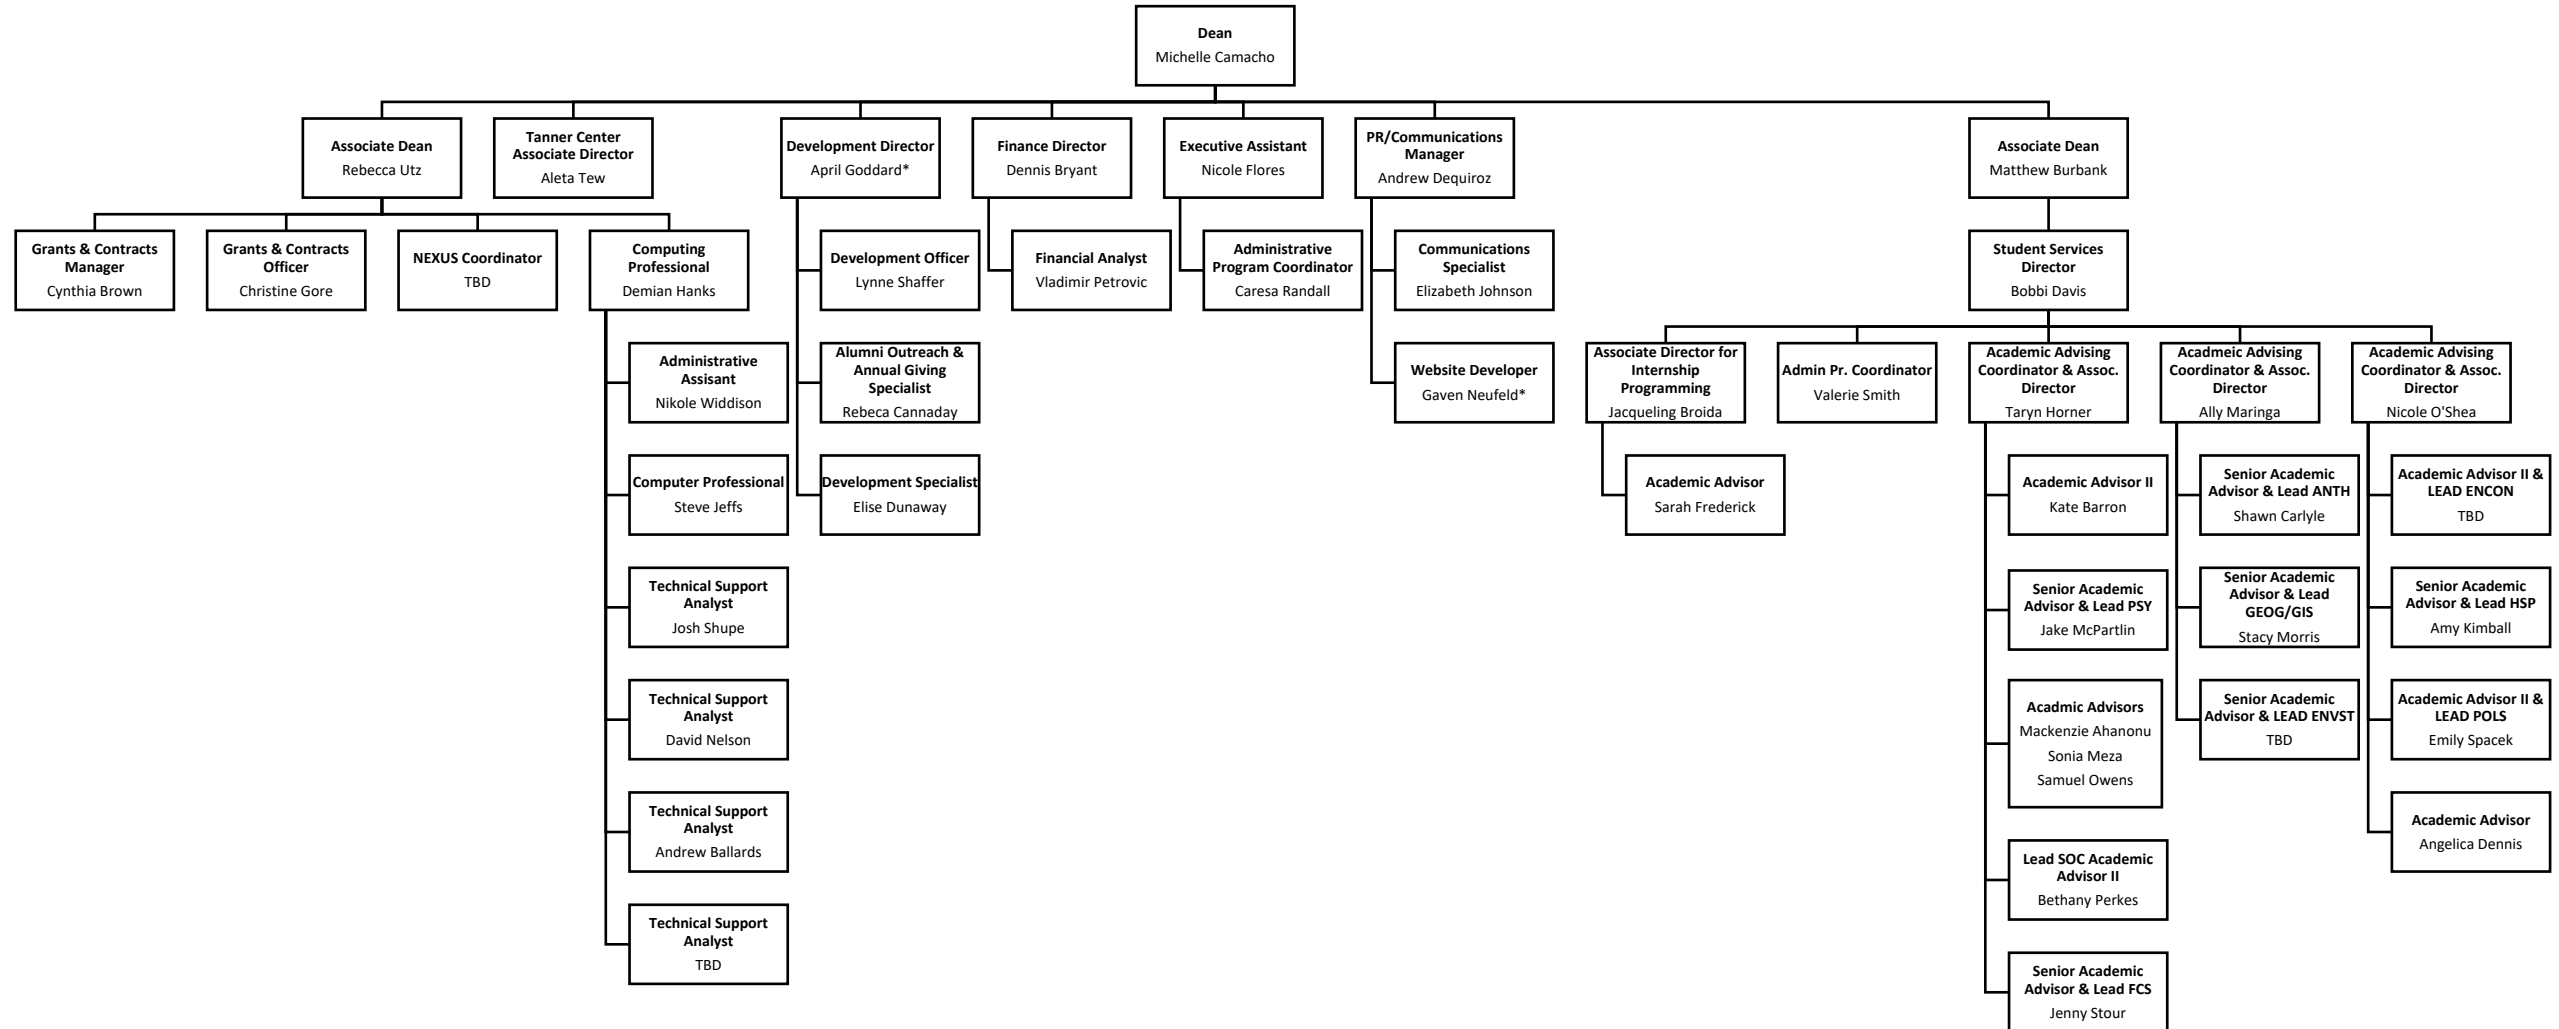 Dean
Michelle Camacho
Associate Dean
Rebecca Utz
Tanner Center
Associate Director
Aleta Tew
Development Director
April Goddard*
Finance Director
Dennis Bryant
Executive Assistant
Nicole Flores
PR/Communications
Manager
Andrew Dequiroz
Associate Dean
Matthew Burbank
Grants & Contracts
Manager
Cynthia Brown
Grants & Contracts
Officer
Christine Gore
NEXUS Coordinator
TBD
Computing
Professional
Demian Hanks
Development Officer
Lynne Shaffer
Financial Analyst
Vladimir Petrovic
Administrative
Program Coordinator
Caresa Randall
Communications
Specialist
Elizabeth Johnson
Student Services
Director
Bobbi Davis
Administrative
Assisant
Nikole Widdison
Alumni Outreach &
Annual Giving
Specialist
Rebeca Cannaday
Website Developer
Gaven Neufeld*
Associate Director for
Internship
Programming
Jacqueling Broida
Admin Pr. Coordinator
Valerie Smith
Academic Advising
Coordinator & Assoc.
Director
Taryn Horner
Acadmeic Advising
Coordinator & Assoc.
Director
Ally Maringa
Academic Advising
Coordinator & Assoc.
Director
Nicole O'Shea
Computer Professional
Steve Jeffs
Development Specialist
Elise Dunaway
Academic Advisor
Sarah Frederick
Academic Advisor II
Kate Barron
Senior Academic
Advisor & Lead ANTH
Shawn Carlyle
Academic Advisor II &
LEAD ENCON
TBD
Technical Support
Analyst
Josh Shupe
Senior Academic
Advisor & Lead PSY
Jake McPartlin
Senior Academic
Advisor & Lead
GEOG/GIS
Stacy Morris
Senior Academic
Advisor & Lead HSP
Amy Kimball
Technical Support
Analyst
David Nelson
Acadmic Advisors
Mackenzie Ahanonu
Sonia Meza
Samuel Owens
Senior Academic
Advisor & LEAD ENVST
TBD
Academic Advisor II &
LEAD POLS
Emily Spacek
Technical Support
Analyst
Andrew Ballards
Academic Advisor
Angelica Dennis
Lead SOC Academic
Advisor II
Bethany Perkes
Technical Support
Analyst
TBD
Senior Academic
Advisor & Lead FCS
Jenny Stour